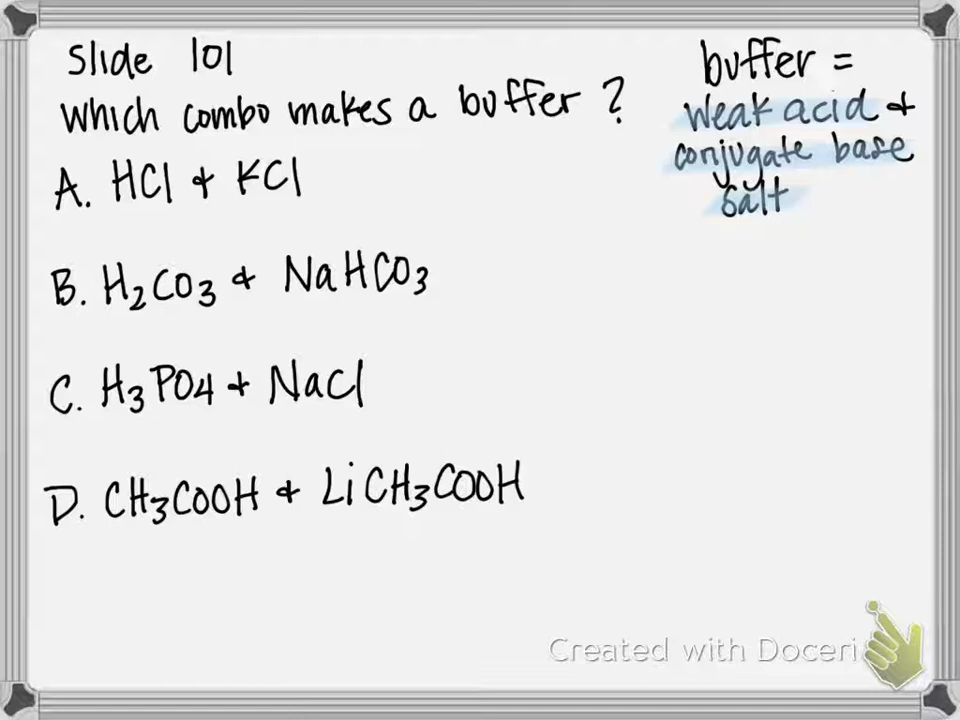 Slide 101
Which combo makes a buffer ?
A. HCl & KCl
B. H₂CO₃ & NaHCO₃
C. H₃PO₄ & NaCl
D. CH₃COOH & LiCH₃COOH
buffer =
weak acid &
conjugate base
salt
Created with Doceri